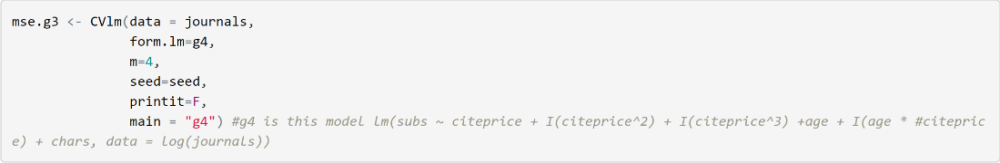 mse.g3 <- CVlm(data = journals,
form.lm=g4,
m=4,
seed=seed,
printit=F,
main = "g4") #g4 is this model lm(subs ~ citeprice + I(citeprice^2) + I(citeprice^3) +age + I(age * #citepric
e) + chars, data = log(journals))